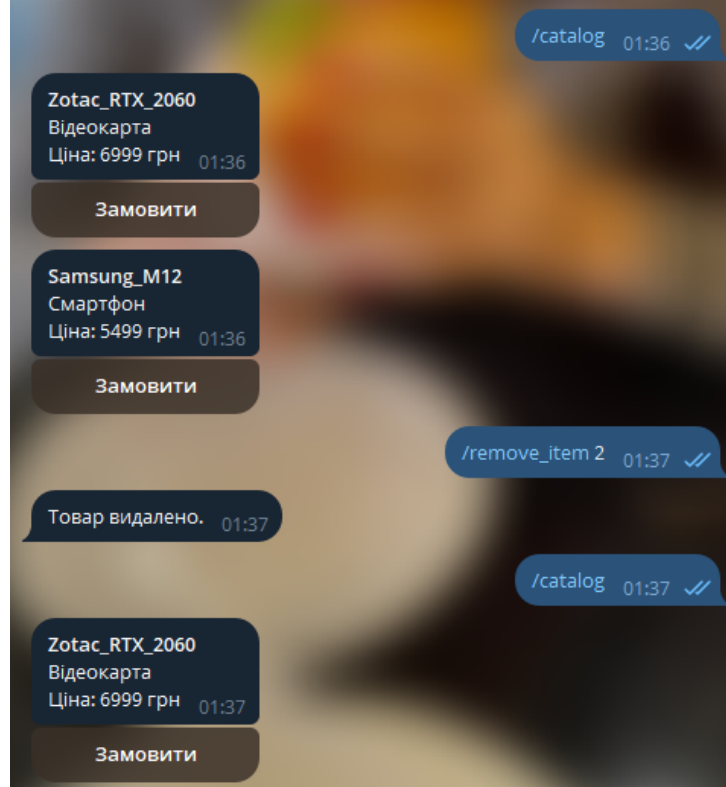 /catalog 01:36
Zotac_RTX_2060
Відеокарта
Ціна: 6999 грн 01:36
Замовити
Samsung_M12
Смартфон
Ціна: 5499 грн 01:36
Замовити
/remove_item 2 01:37
Товар видалено. 01:37
/catalog 01:37
Zotac_RTX_2060
Відеокарта
Ціна: 6999 грн 01:37
Замовити